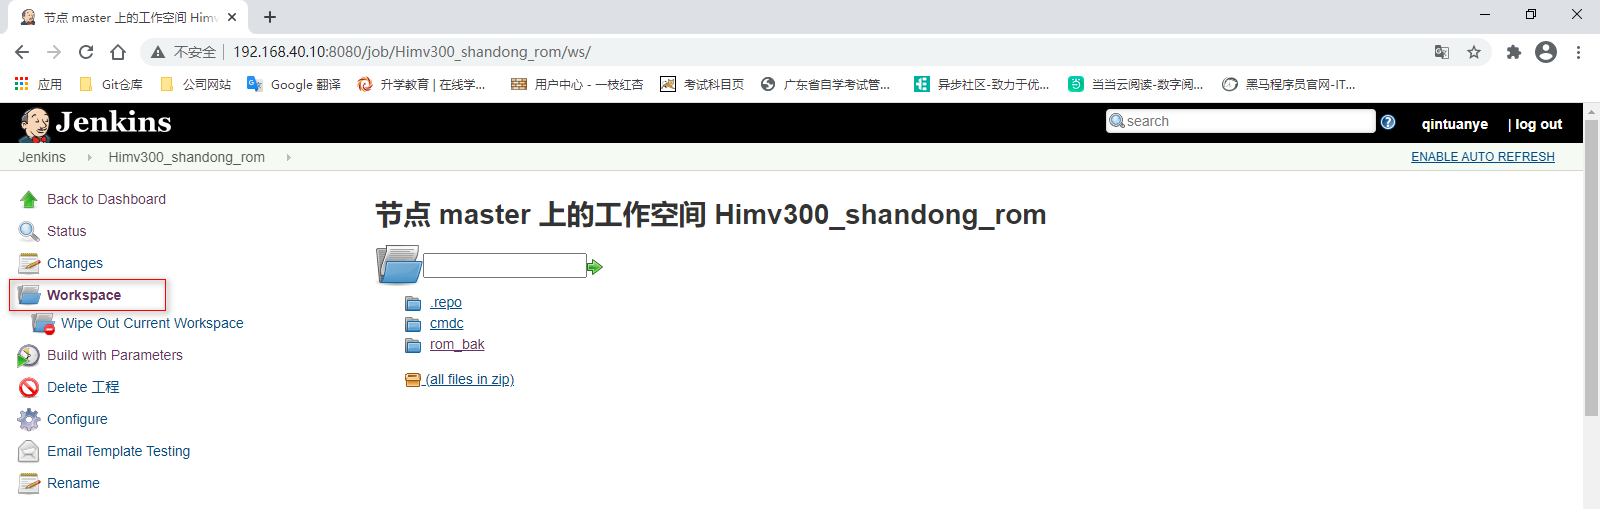 节点 master 上的工作空间 Himv
不安全 192.168.40.10:8080/job/Himv300_shandong_rom/ws/
应用 Git仓库 公司网站 Google 翻译 升学教育 | 在线学... 用户中心 - 一枝红杏 考试科目页 广东省自学考试管... 异步社区-致力于优... 当当云阅读-数字阅... 黑马程序员官网-IT...
Jenkins search qintuanye | log out
Jenkins Himv300_shandong_rom ENABLE AUTO REFRESH
Back to Dashboard
Status
Changes
Workspace
Wipe Out Current Workspace
Build with Parameters
Delete 工程
Configure
Email Template Testing
Rename
节点 master 上的工作空间 Himv300_shandong_rom
.repo
cmdc
rom_bak
(all files in zip)